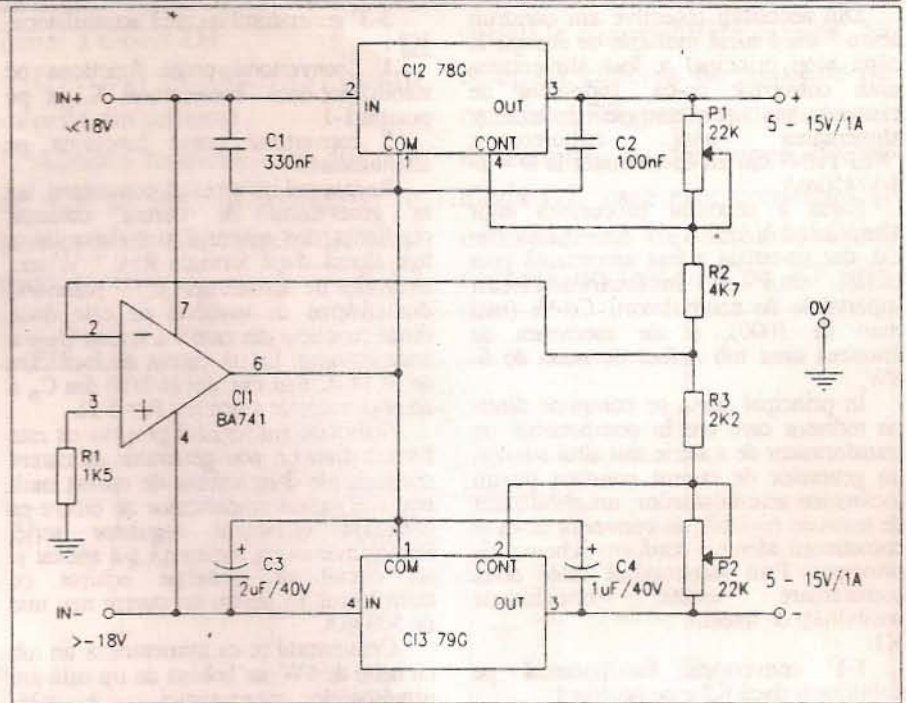 CI2 78G
IN+
2
3
+
IN
OUT
5 - 15V/1A
<18V
COM
CONT
P1
22K
C1
330nF
1
4
C2
100nF
R2
4K7
0V
7
2
−
6
3
+
CI1
BA741
4
R1
1K5
R3
2K2
C3
2uF/40V
+
1
2
COM
CONT
+
C4
1uF/40V
P2
22K
5 - 15V/1A
IN-
4
IN
OUT
3
−
>-18V
CI3 79G